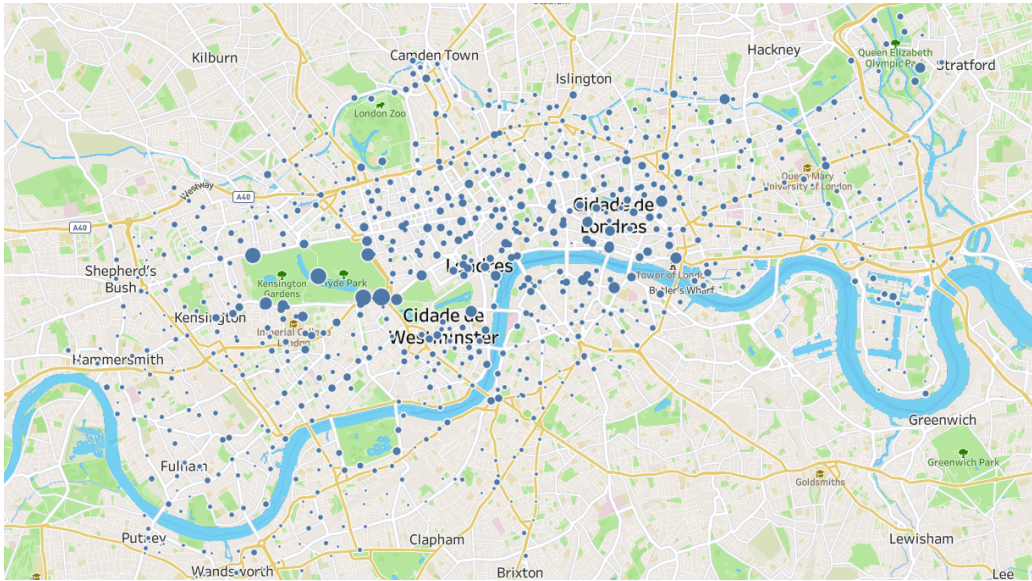 Kilburn
Camden Town
Hackney
Islington
Queen Elizabeth
Stratford
London Zoo
Queen Mary
University of London
Westway
A40
A40
Cidade de
Londres
Shepherd's
Bush
Londres
Tower of London
Kensington
Gardens
Hyde Park
Butler's Wharf
Kensington
Cidade de
Westminster
Imperial College
London
Hammersmith
Greenwich
Fulham
Greenwich Park
Goldsmiths
Putney
Clapham
Lewisham
Wandsworth
Brixton
Lee